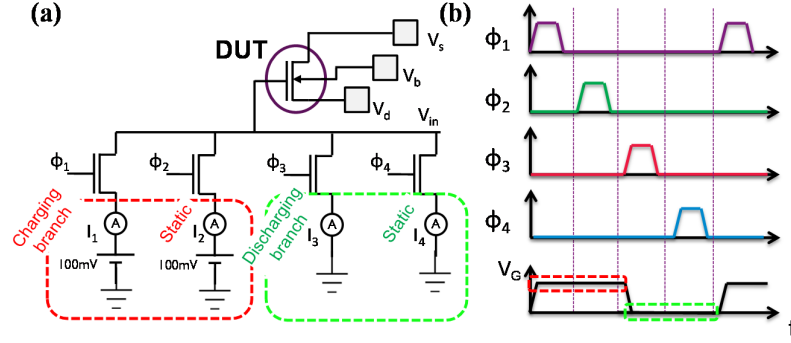 (a)
DUT
V_s
V_b
V_d
V_in
ϕ_1
ϕ_2
ϕ_3
ϕ_4
Charging
branch
Static
Discharging
branch
Static
A
A
A
A
I_1
I_2
I_3
I_4
100mV
100mV
(b)
ϕ_1
ϕ_2
ϕ_3
ϕ_4
V_G